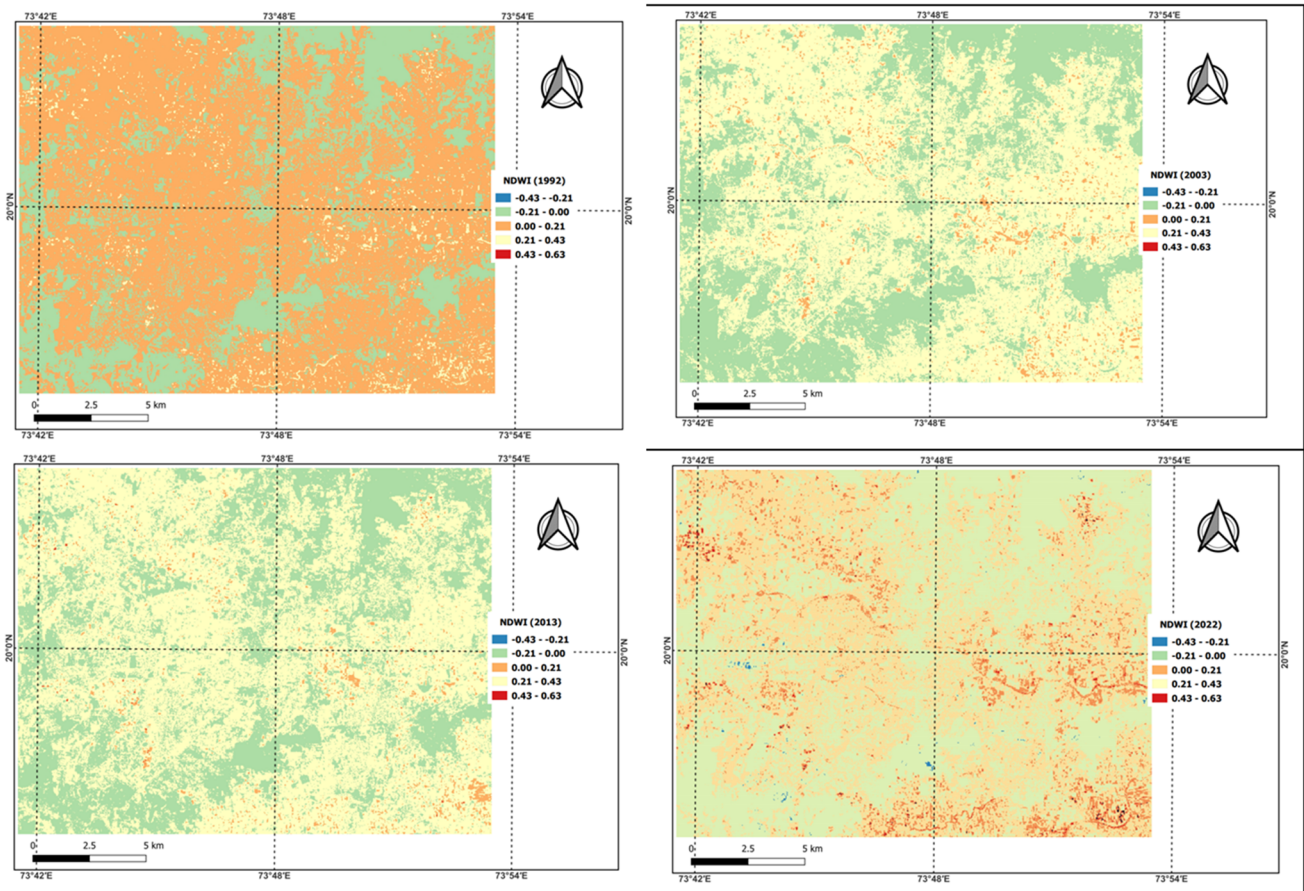 73°42'E 73°48'E 73°54'E
20°0'N
NDWI (1992)
-0.43 - -0.21
-0.21 - 0.00
0.00 - 0.21
0.21 - 0.43
0.43 - 0.63
20°0'N
0 2.5 5 km
73°42'E 73°48'E 73°54'E
73°42'E 73°48'E 73°54'E
20°0'N
NDWI (2003)
-0.43 - -0.21
-0.21 - 0.00
0.00 - 0.21
0.21 - 0.43
0.43 - 0.63
20°0'N
0 2.5 5 km
73°42'E 73°48'E 73°54'E
73°42'E 73°48'E 73°54'E
20°0'N
NDWI (2013)
-0.43 - -0.21
-0.21 - 0.00
0.00 - 0.21
0.21 - 0.43
0.43 - 0.63
20°0'N
0 2.5 5 km
73°42'E 73°48'E 73°54'E
73°42'E 73°48'E 73°54'E
20°0'N
NDWI (2022)
-0.43 - -0.21
-0.21 - 0.00
0.00 - 0.21
0.21 - 0.43
0.43 - 0.63
20°0'N
0 2.5 5 km
73°42'E 73°48'E 73°54'E